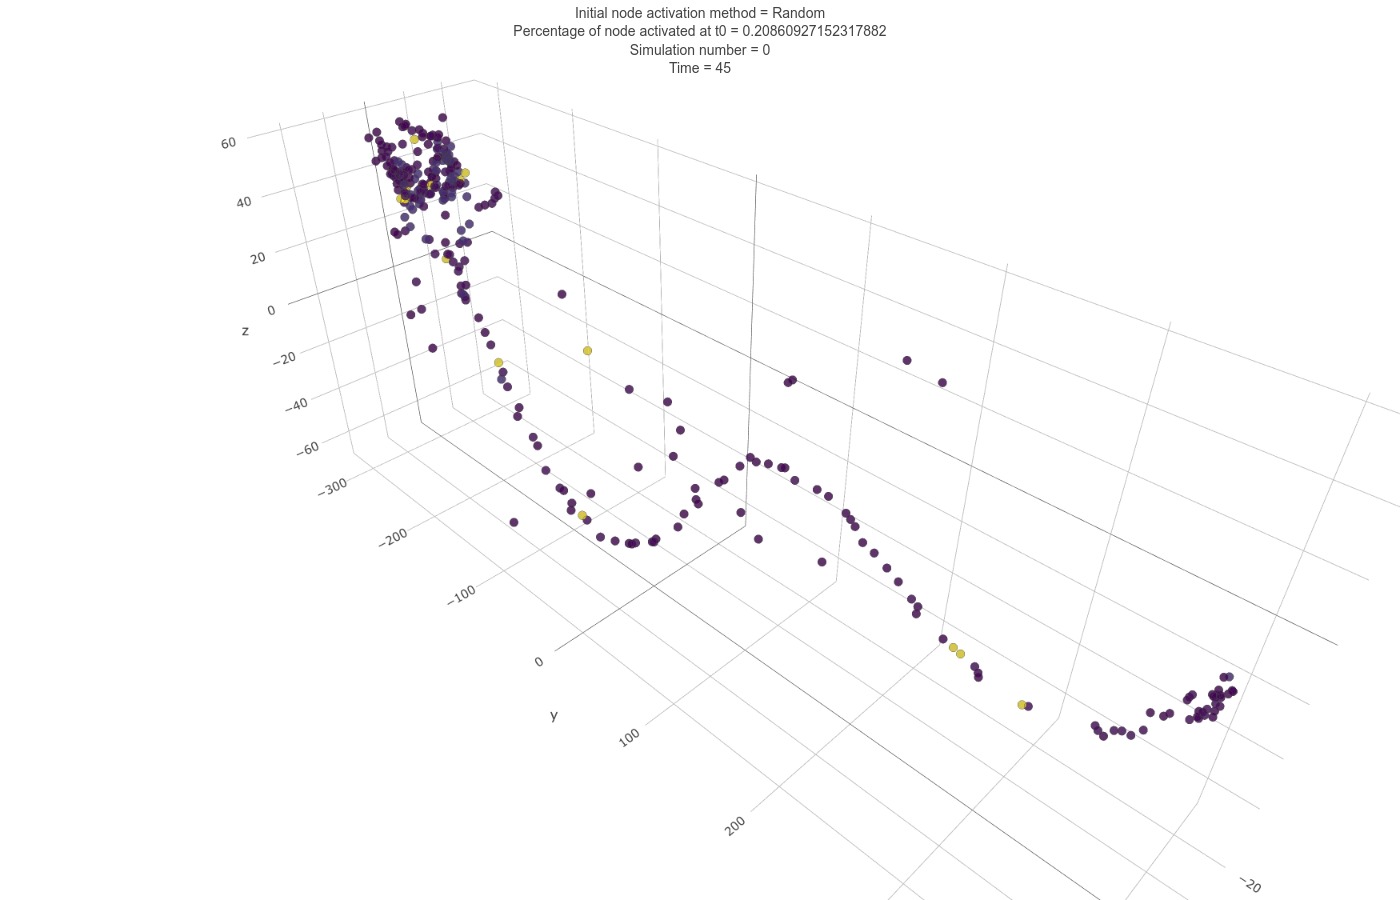 Initial node activation method = Random
Percentage of node activated at t0 = 0.20860927152317882
Simulation number = 0
Time = 45
60
40
20
0
z
−20
−40
−60
−300
−200
−100
0
y
100
200
−20